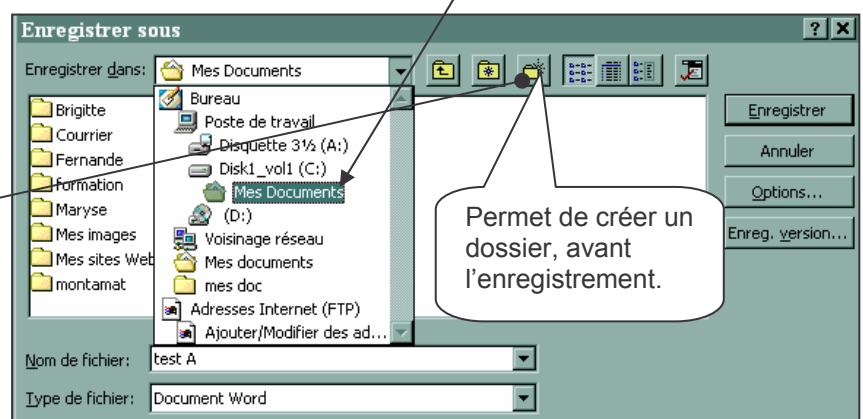 Enregistrer sous
Enregistrer dans: Mes Documents
Brigitte
Courrier
Fernande
formation
Maryse
Mes images
Mes sites Web
montamat
Bureau
Poste de travail
Disquette 3½ (A:)
Disk1_vol1 (C:)
Mes Documents
(D:)
Voisinage réseau
Mes documents
mes doc
Adresses Internet (FTP)
Ajouter/Modifier des ad...
Permet de créer un
dossier, avant
l’enregistrement.
Enregistrer
Annuler
Options...
Enreg. version...
Nom de fichier: test A
Type de fichier: Document Word